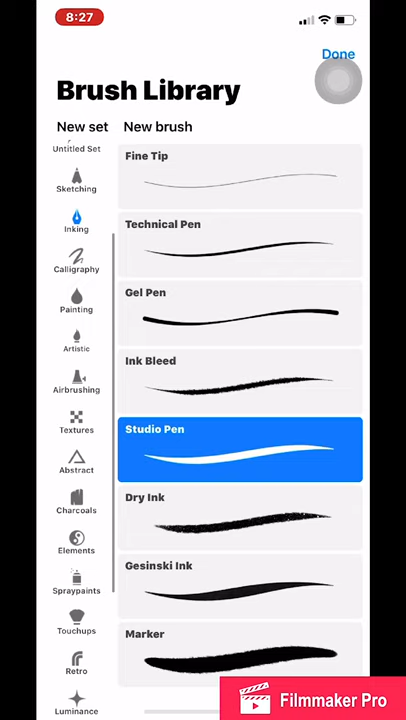 8:27
Done
Brush Library
New set New brush
Untitled Set
Sketching
Inking
Calligraphy
Painting
Artistic
Airbrushing
Textures
Abstract
Charcoals
Elements
Spraypaints
Touchups
Retro
Luminance
Fine Tip
Technical Pen
Gel Pen
Ink Bleed
Studio Pen
Dry Ink
Gesinski Ink
Marker
Filmmaker Pro